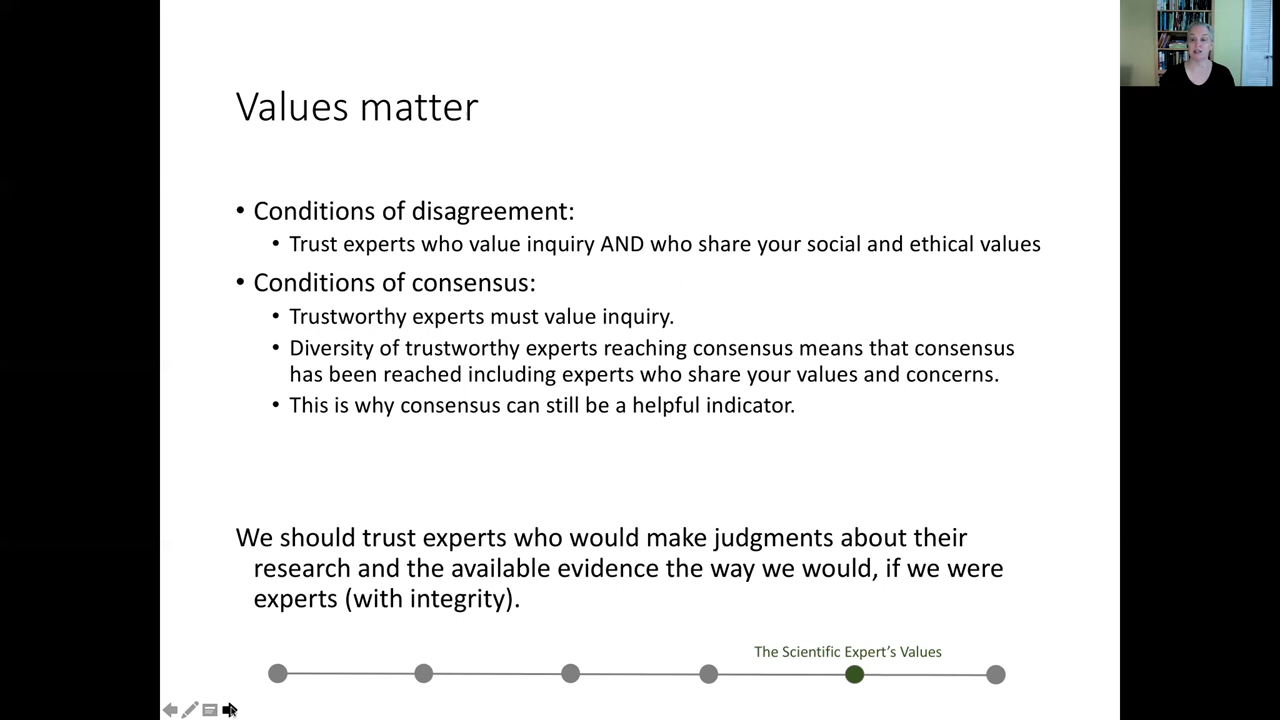 Values matter
• Conditions of disagreement:
• Trust experts who value inquiry AND who share your social and ethical values
• Conditions of consensus:
• Trustworthy experts must value inquiry.
• Diversity of trustworthy experts reaching consensus means that consensus
has been reached including experts who share your values and concerns.
• This is why consensus can still be a helpful indicator.
We should trust experts who would make judgments about their
research and the available evidence the way we would, if we were
experts (with integrity).
The Scientific Expert’s Values